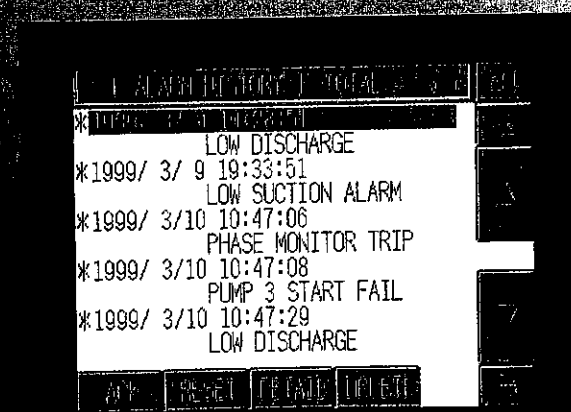 ALARM HISTORY
LOW DISCHARGE
*1999/ 3/ 9 19:33:51
LOW SUCTION ALARM
*1999/ 3/10 10:47:06
PHASE MONITOR TRIP
*1999/ 3/10 10:47:08
PUMP 3 START FAIL
*1999/ 3/10 10:47:29
LOW DISCHARGE
RESET DETAIL DELETE